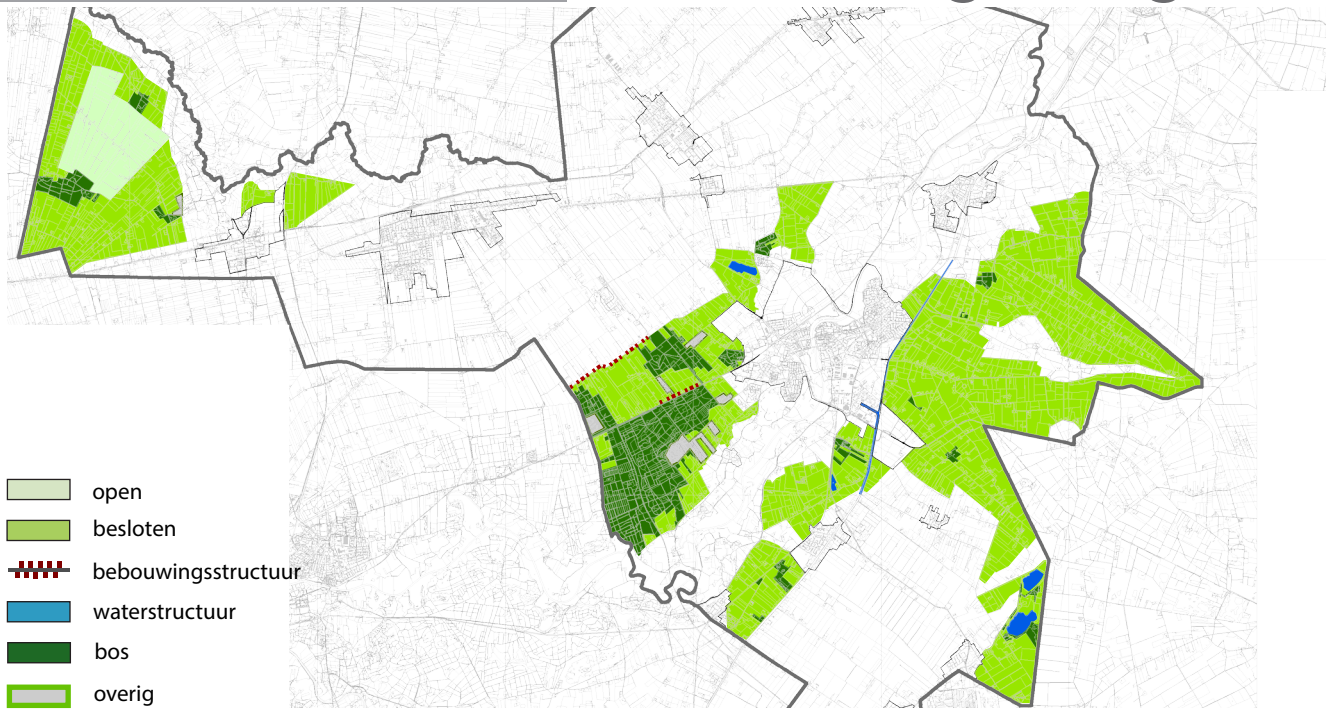 open
besloten
bebouwingsstructuur
waterstructuur
bos
overig